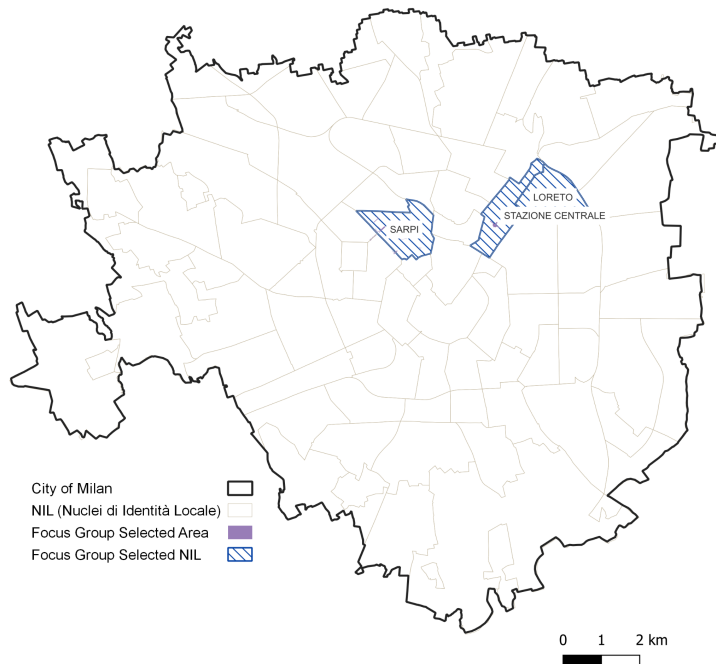 LORETO
STAZIONE CENTRALE
SARPI
City of Milan
NIL (Nuclei di Identità Locale)
Focus Group Selected Area
Focus Group Selected NIL
0 1 2 km